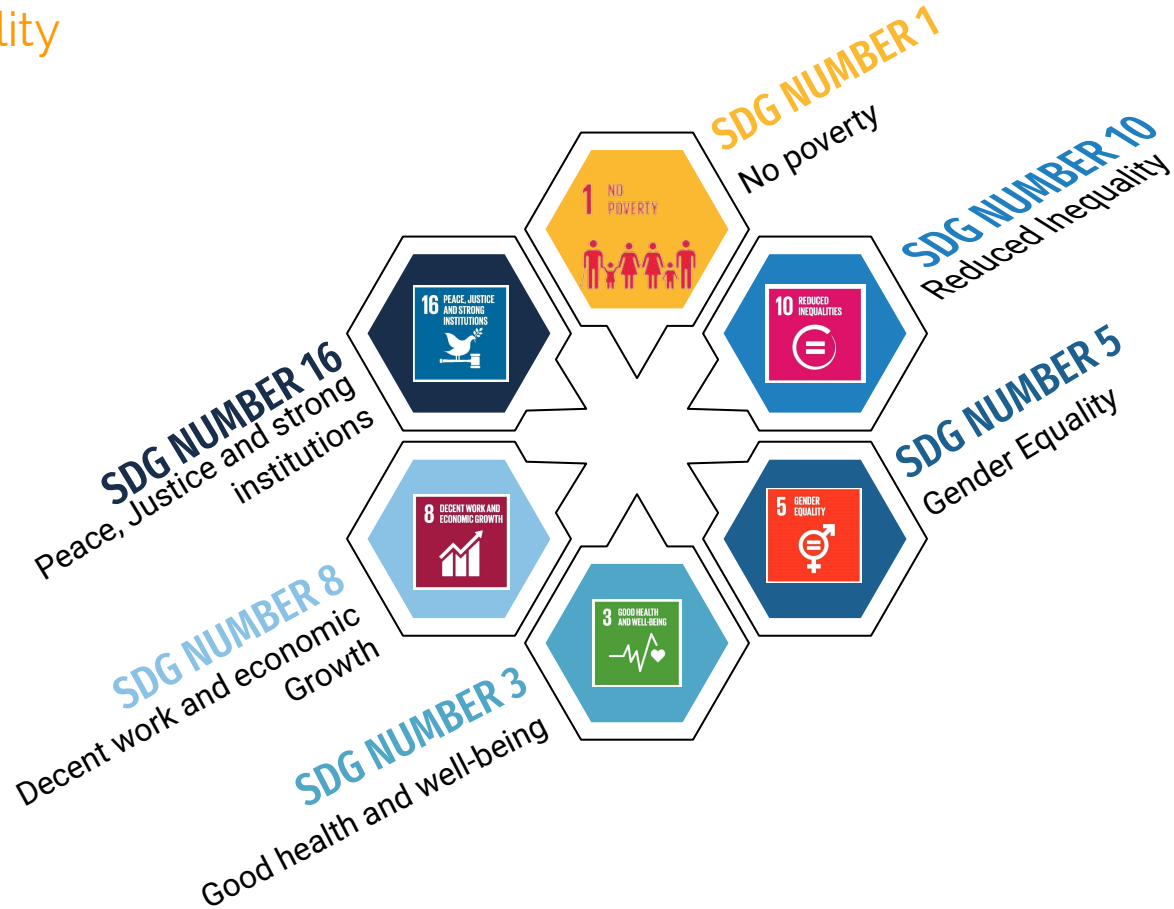 lity
SDG NUMBER 1
No poverty
1 NO
POVERTY
SDG NUMBER 10
Reduced Inequality
10 REDUCED
INEQUALITIES
SDG NUMBER 5
Gender Equality
5 GENDER
EQUALITY
SDG NUMBER 3
Good health and well-being
3 GOOD HEALTH
AND WELL-BEING
SDG NUMBER 8
Decent work and economic
Growth
8 DECENT WORK AND
ECONOMIC GROWTH
SDG NUMBER 16
Peace, Justice and strong
institutions
16 PEACE, JUSTICE
AND STRONG
INSTITUTIONS